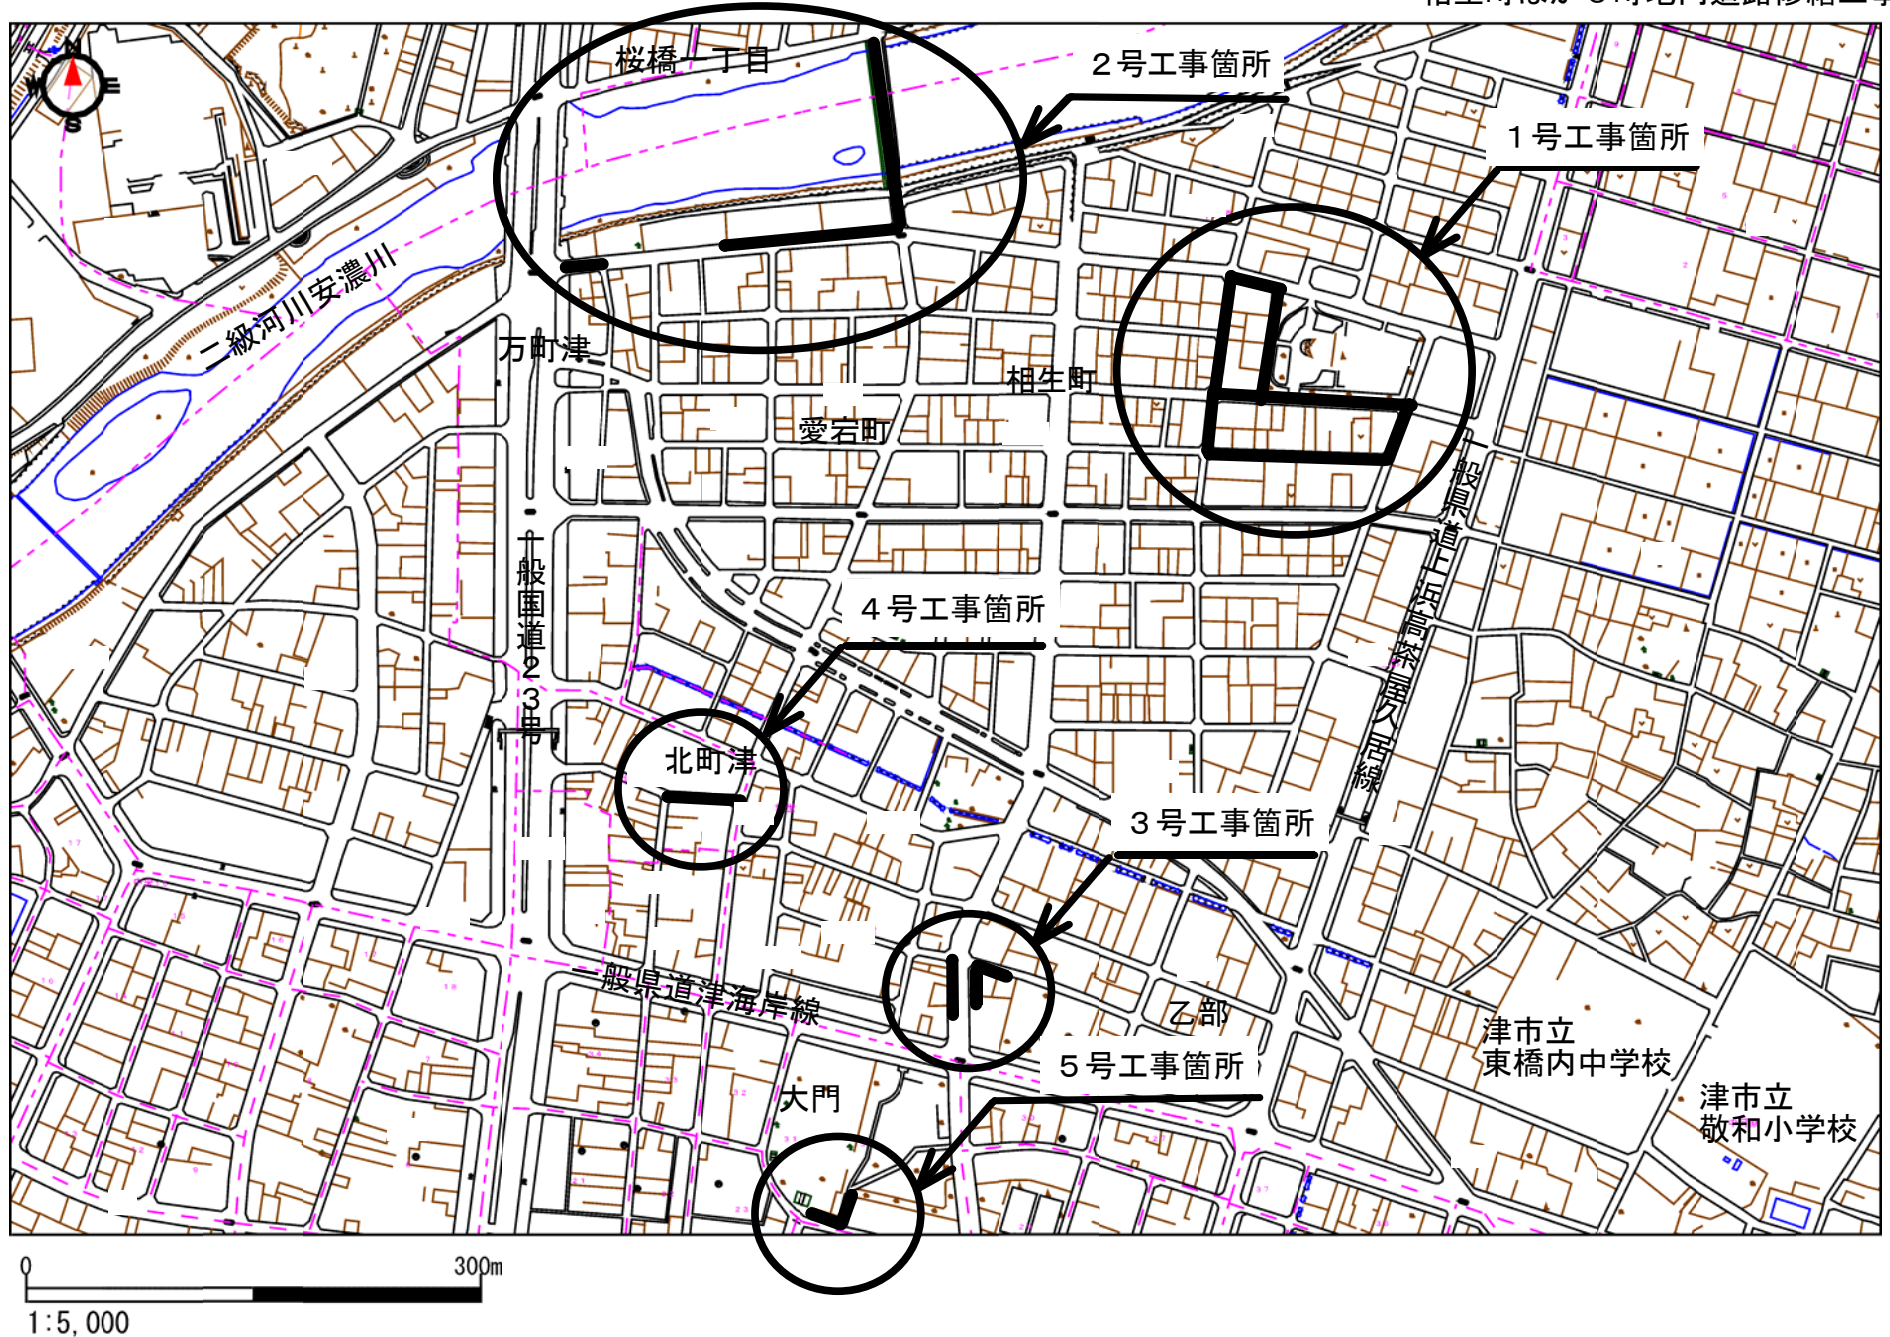 N
W
E
S
桜橋一丁目
2号工事箇所
1号工事箇所
二級河川安濃川
万町津
相生町
愛宕町
一般県道上浜高茶屋久居線
一般国道23号
4号工事箇所
北町津
3号工事箇所
一般県道津海岸線
乙部
津市立
東橋内中学校
5号工事箇所
大門
津市立
敬和小学校
0
300m
1:5,000